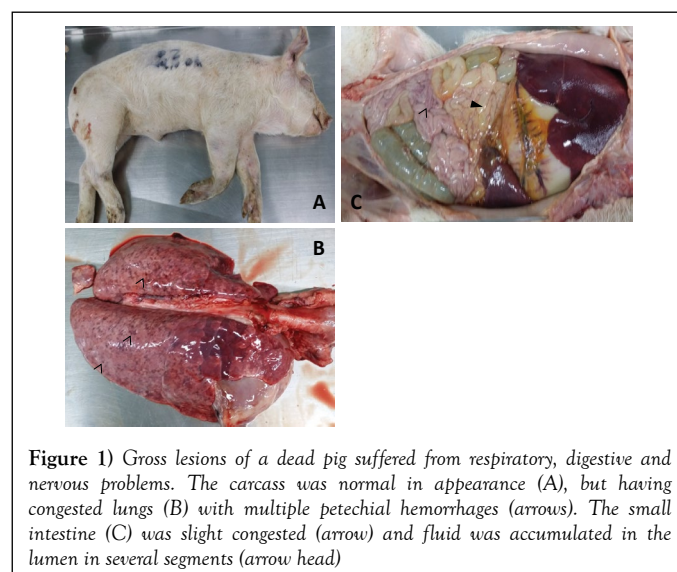 A
C
B
Figure 1) Gross lesions of a dead pig suffered from respiratory, digestive and
nervous problems. The carcass was normal in appearance (A), but having
congested lungs (B) with multiple petechial hemorrhages (arrows). The small
intestine (C) was slight congested (arrow) and fluid was accumulated in the
lumen in several segments (arrow head)